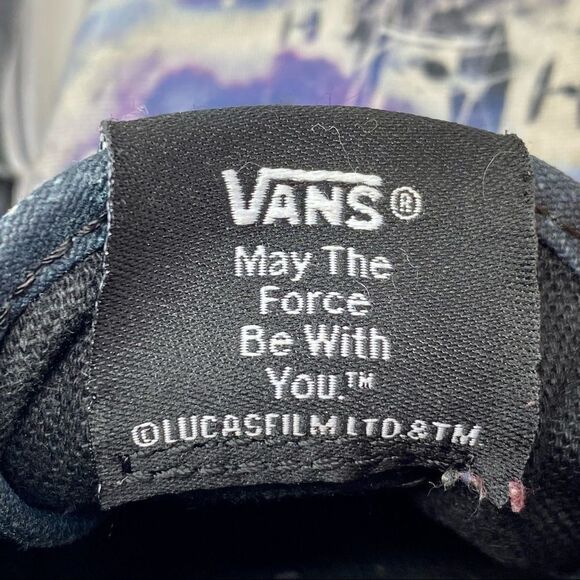 VANS®
May The
Force
Be With
You.™
©LUCASFILM LTD.&TM